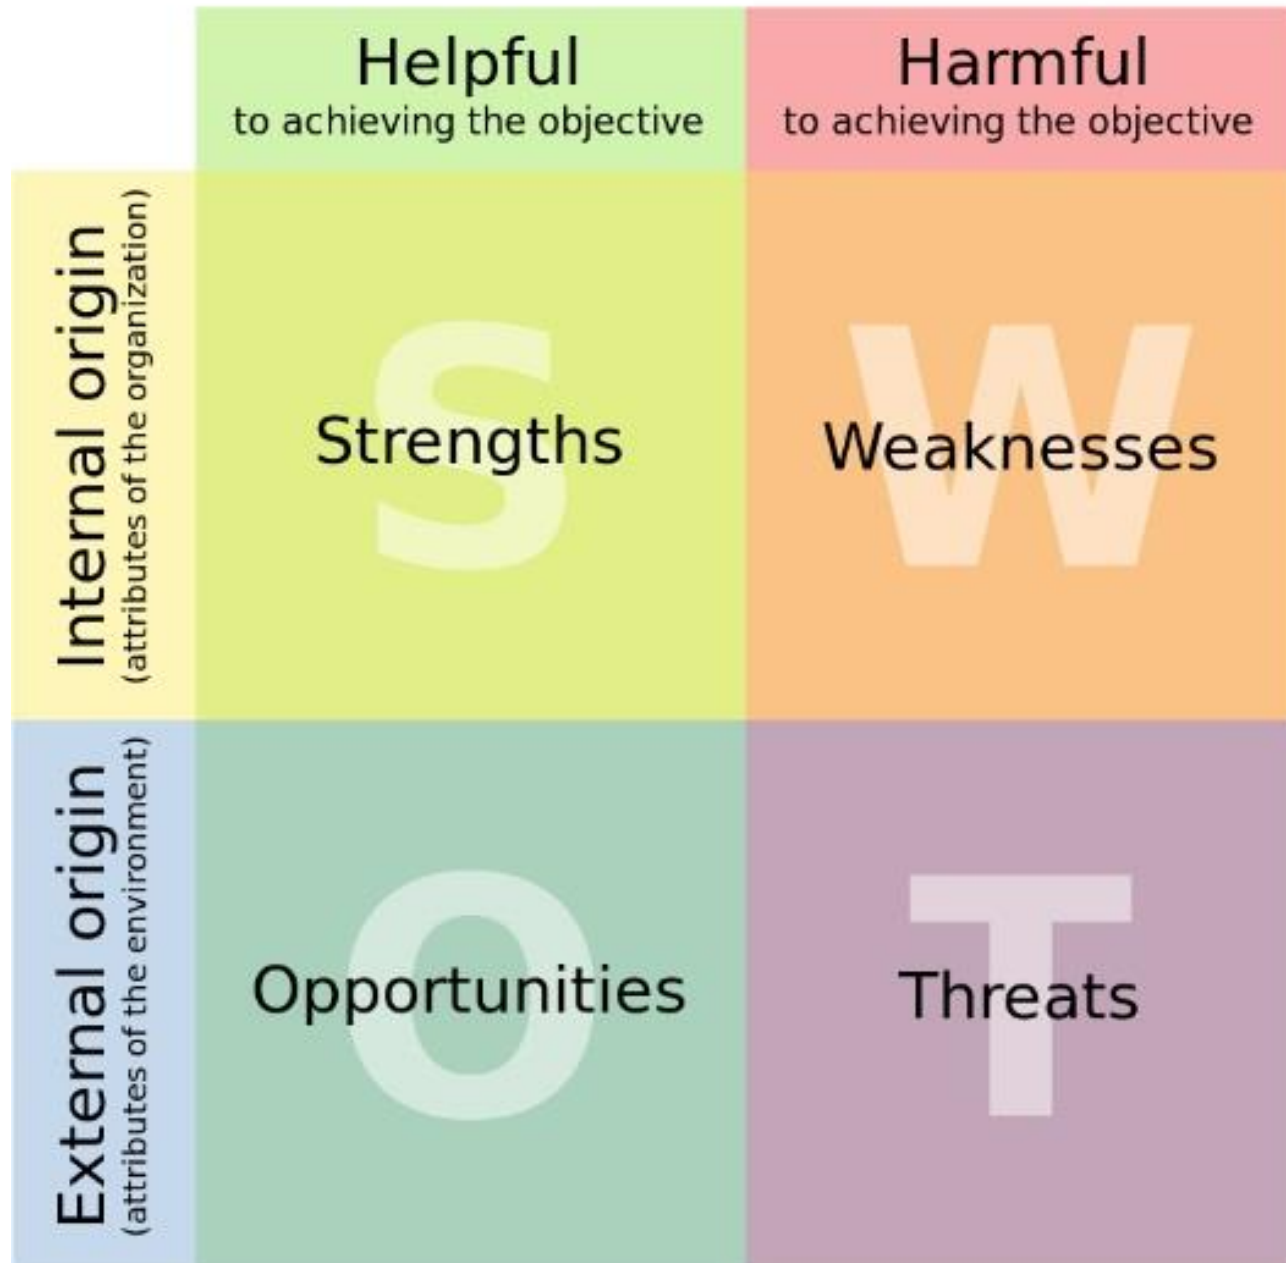 Helpful
to achieving the objective
Harmful
to achieving the objective
Internal origin
(attributes of the organization)
S
Strengths
W
Weaknesses
External origin
(attributes of the environment)
O
Opportunities
T
Threats